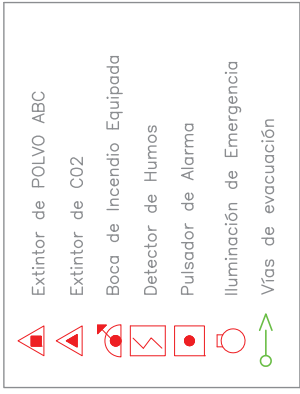 Extintor de POLVO ABC
Extintor de C02
Boca de Incendio Equipada
Detector de Humos
Pulsador de Alarma
Iluminación de Emergencia
Vías de evacuación